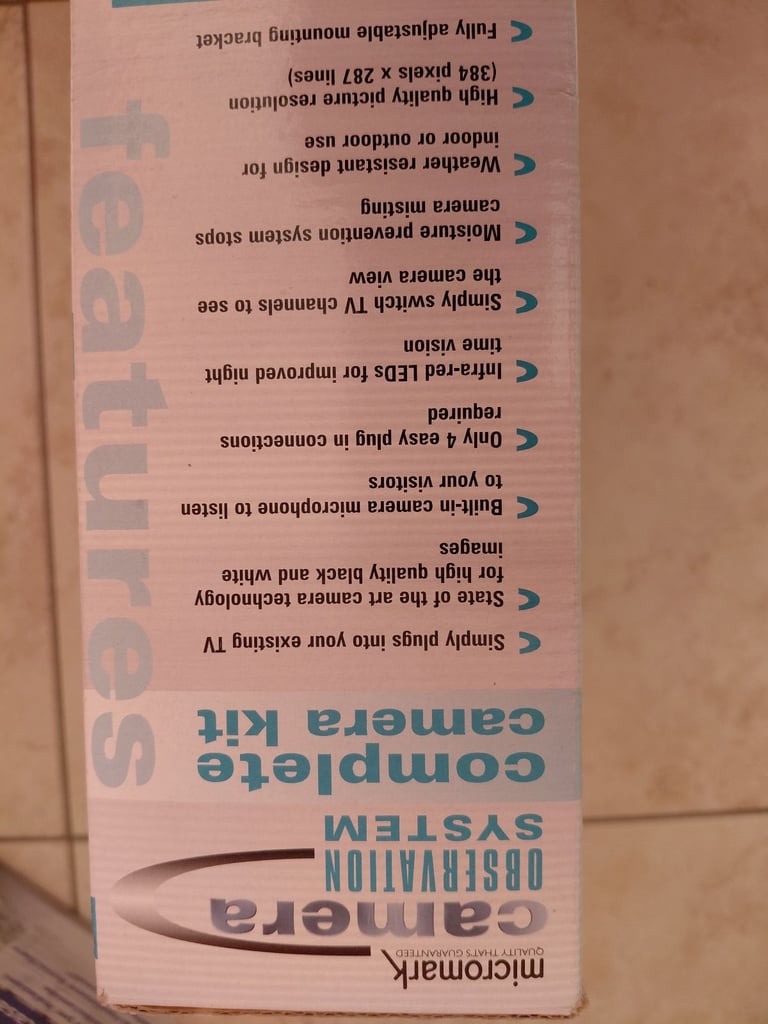 micromark
QUALITY THAT'S GUARANTEED
camera
OBSERVATION
SYSTEM
complete
camera kit
features
Simply plugs into your existing TV
State of the art camera technology
for high quality black and white
images
Built-in camera microphone to listen
to your visitors
Only 4 easy plug in connections
required
Infra-red LEDs for improved night
time vision
Simply switch TV channels to see
the camera view
Moisture prevention system stops
camera misting
Weather resistant design for
indoor or outdoor use
High quality picture resolution
(384 pixels x 287 lines)
Fully adjustable mounting bracket